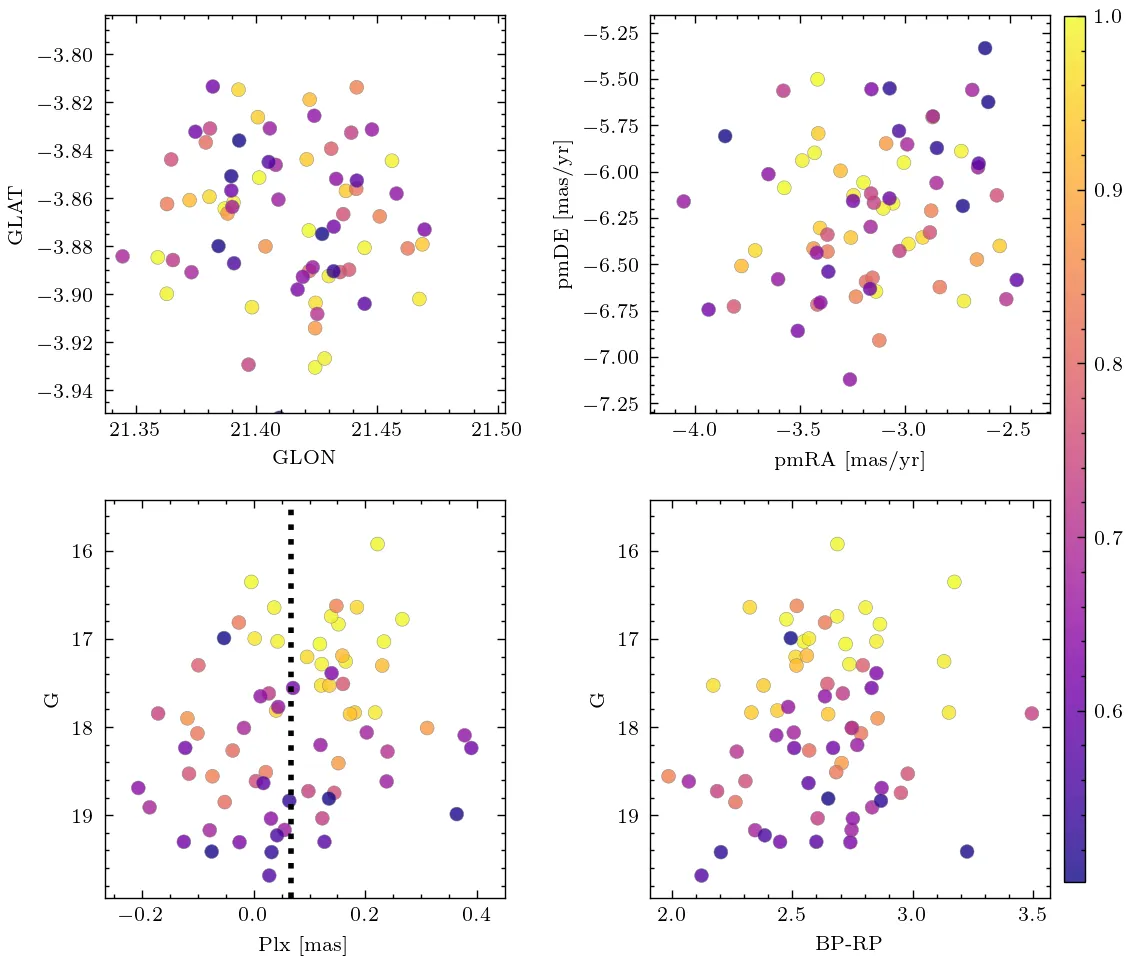 −3.80
−3.82
−3.84
−3.86
−3.88
−3.90
−3.92
−3.94
GLAT
21.35 21.40 21.45 21.50
GLON
−5.25
−5.50
−5.75
−6.00
−6.25
−6.50
−6.75
−7.00
−7.25
pmDE [mas/yr]
−4.0 −3.5 −3.0 −2.5
pmRA [mas/yr]
1.0
0.9
0.8
0.7
0.6
16
17
18
19
G
−0.2 0.0 0.2 0.4
Plx [mas]
16
17
18
19
G
2.0 2.5 3.0 3.5
BP-RP